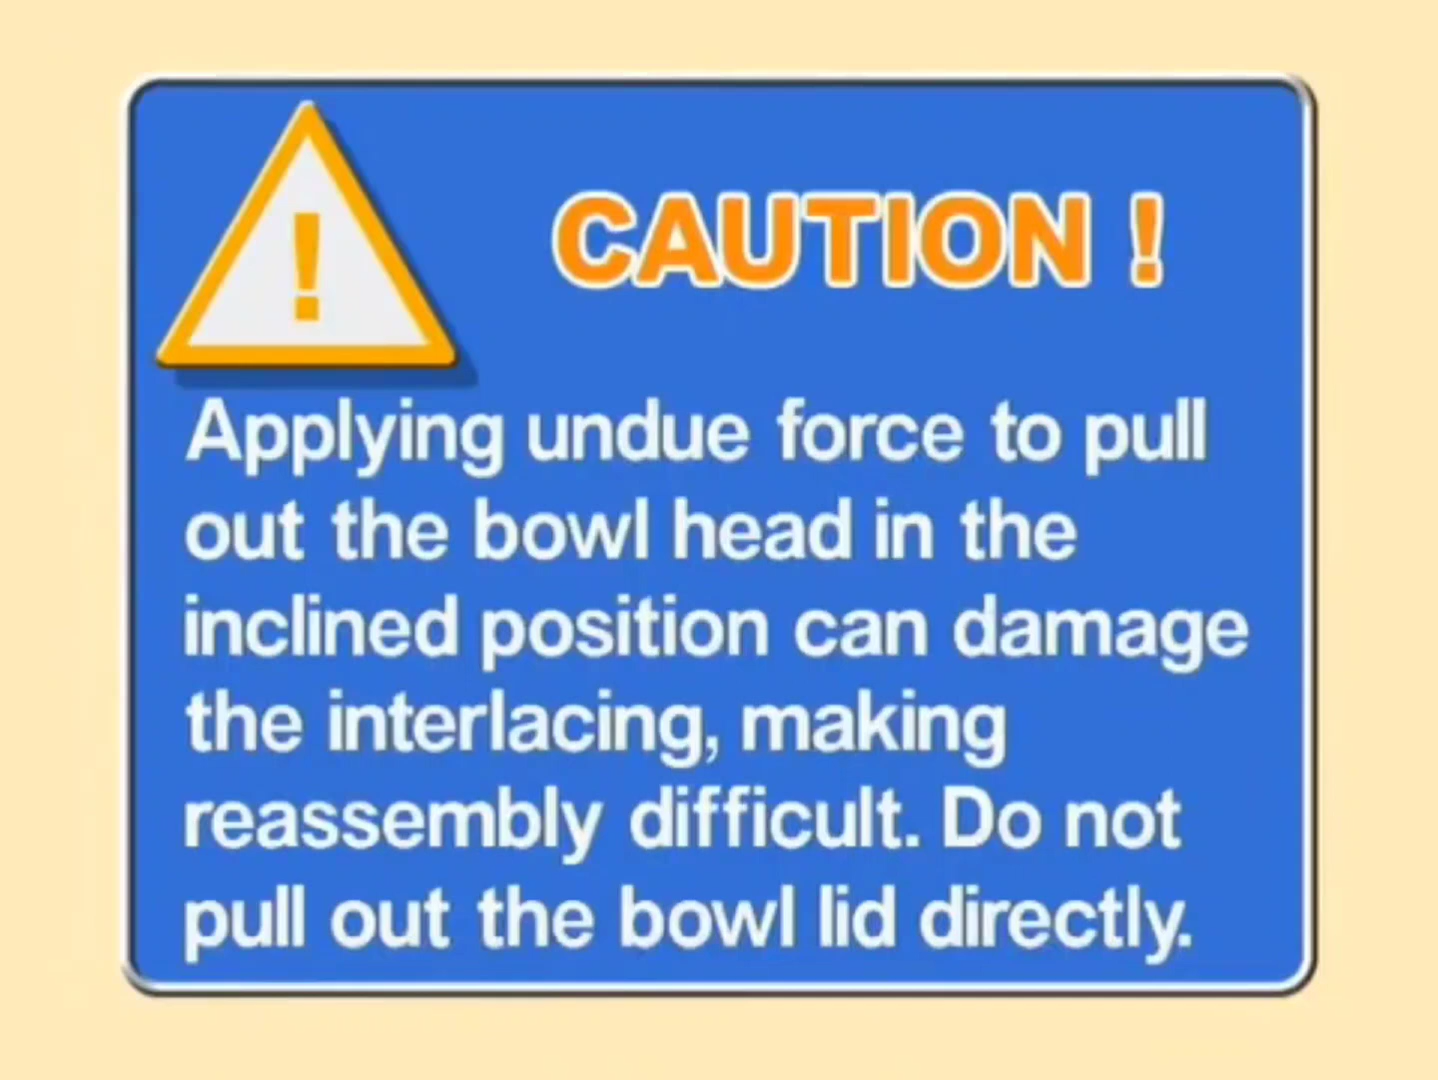 !
CAUTION !
Applying undue force to pull
out the bowl head in the
inclined position can damage
the interlacing, making
reassembly difficult. Do not
pull out the bowl lid directly.